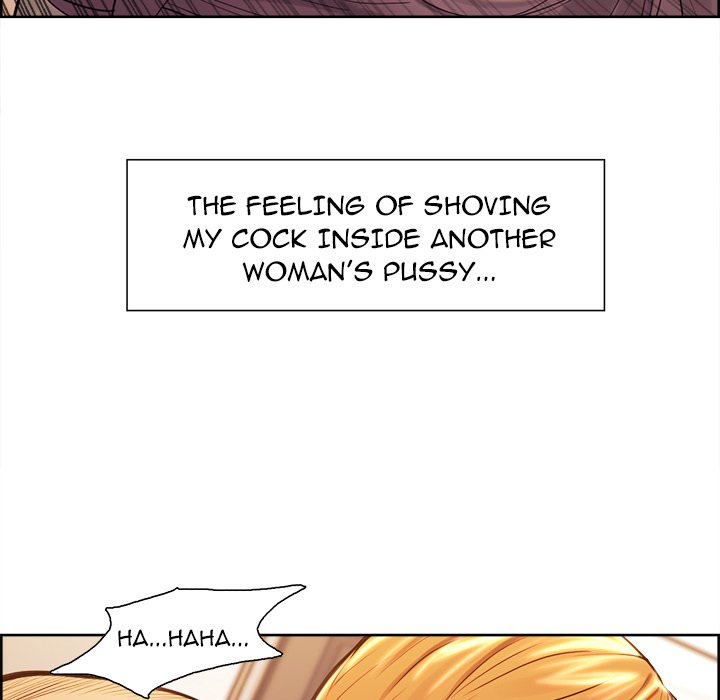 THE FEELING OF SHOVING
MY COCK INSIDE ANOTHER
WOMAN'S PUSSY...
HA...HAHA...